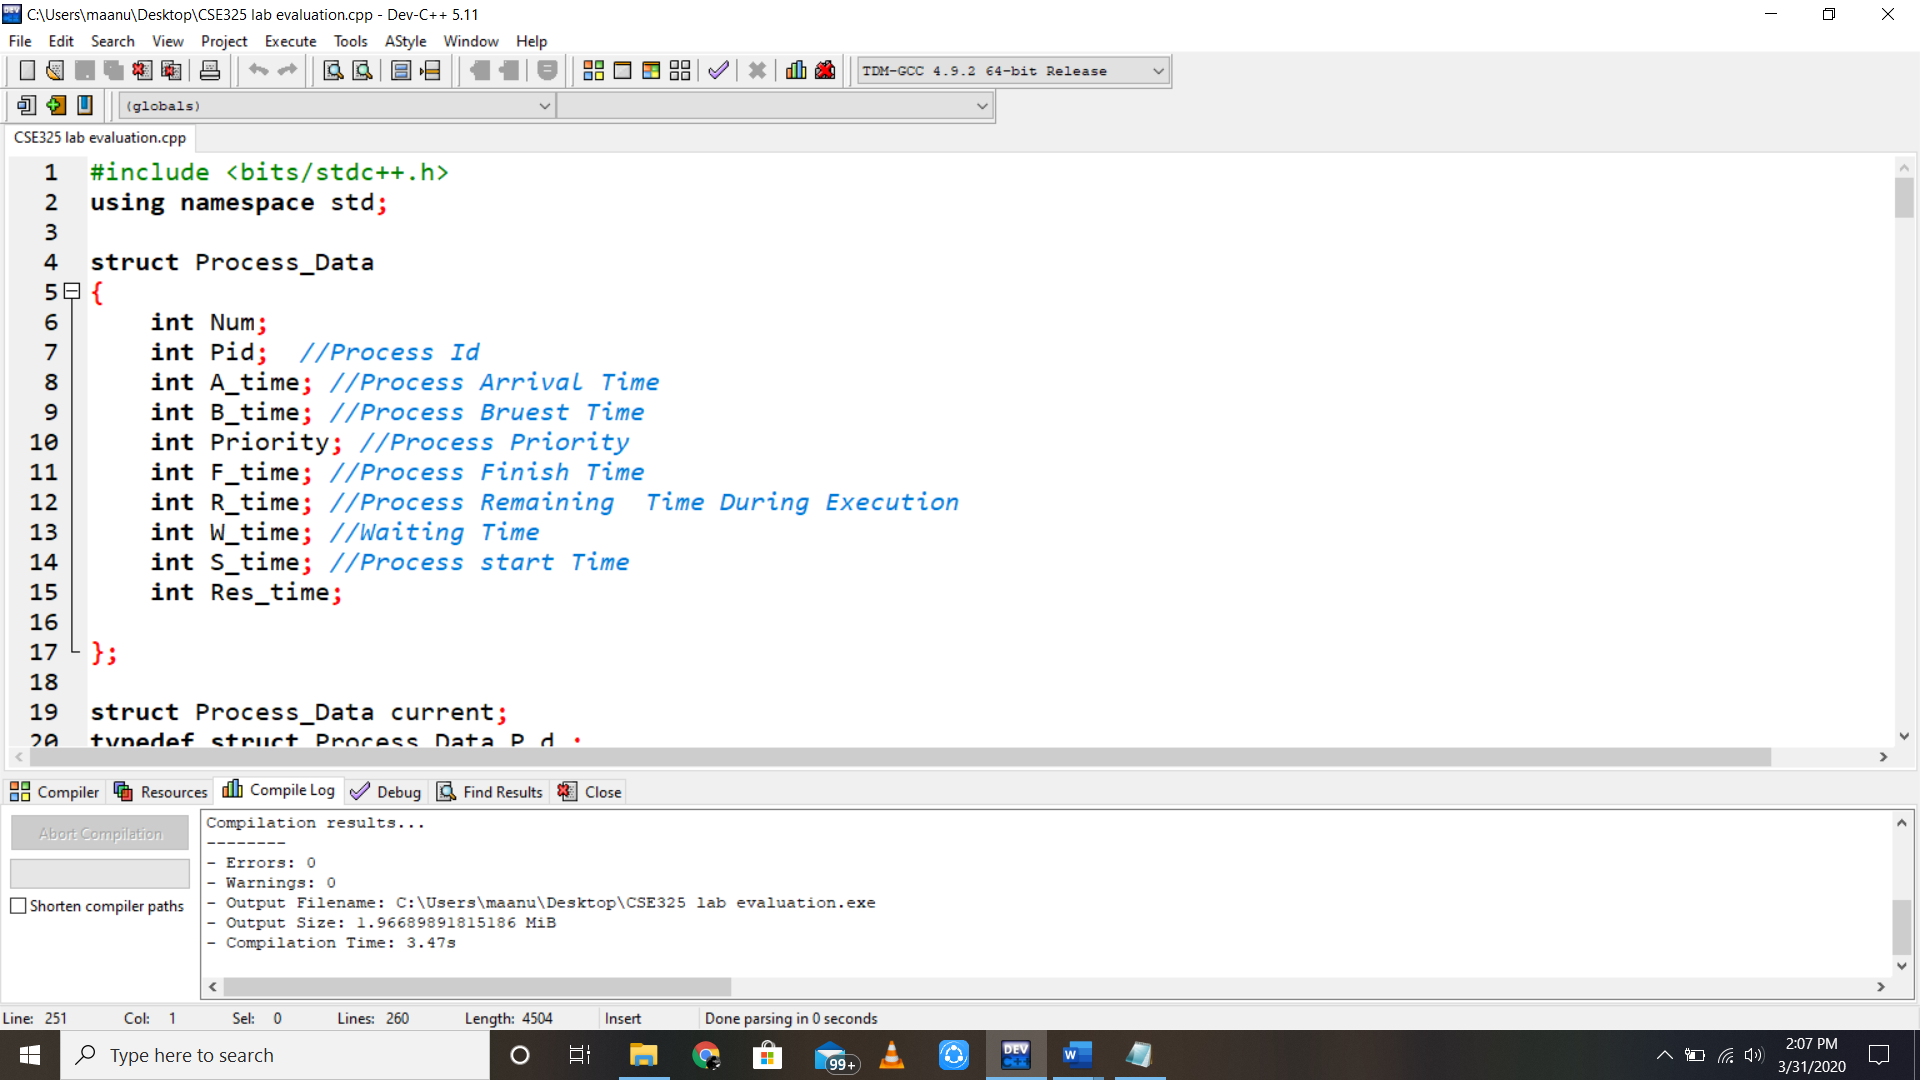 C:\Users\maanu\Desktop\CSE325 lab evaluation.cpp - Dev-C++ 5.11
File Edit Search View Project Execute Tools AStyle Window Help
TDM-GCC 4.9.2 64-bit Release
(globals)
CSE325 lab evaluation.cpp
1 #include <bits/stdc++.h>
2 using namespace std;
3
4 struct Process_Data
5 {
6 int Num;
7 int Pid; //Process Id
8 int A_time; //Process Arrival Time
9 int B_time; //Process Bruest Time
10 int Priority; //Process Priority
11 int F_time; //Process Finish Time
12 int R_time; //Process Remaining  Time During Execution
13 int W_time; //Waiting Time
14 int S_time; //Process start Time
15 int Res_time;
16
17 };
18
19 struct Process_Data current;
20 typedef struct Process_Data P_d ;
Compiler Resources Compile Log Debug Find Results Close
Abort Compilation
Shorten compiler paths
Compilation results...
--------
- Errors: 0
- Warnings: 0
- Output Filename: C:\Users\maanu\Desktop\CSE325 lab evaluation.exe
- Output Size: 1.96689891815186 MiB
- Compilation Time: 3.47s
Line: 251 Col: 1 Sel: 0 Lines: 260 Length: 4504 Insert Done parsing in 0 seconds
Type here to search
99+
DEV C++
W
2:07 PM
3/31/2020